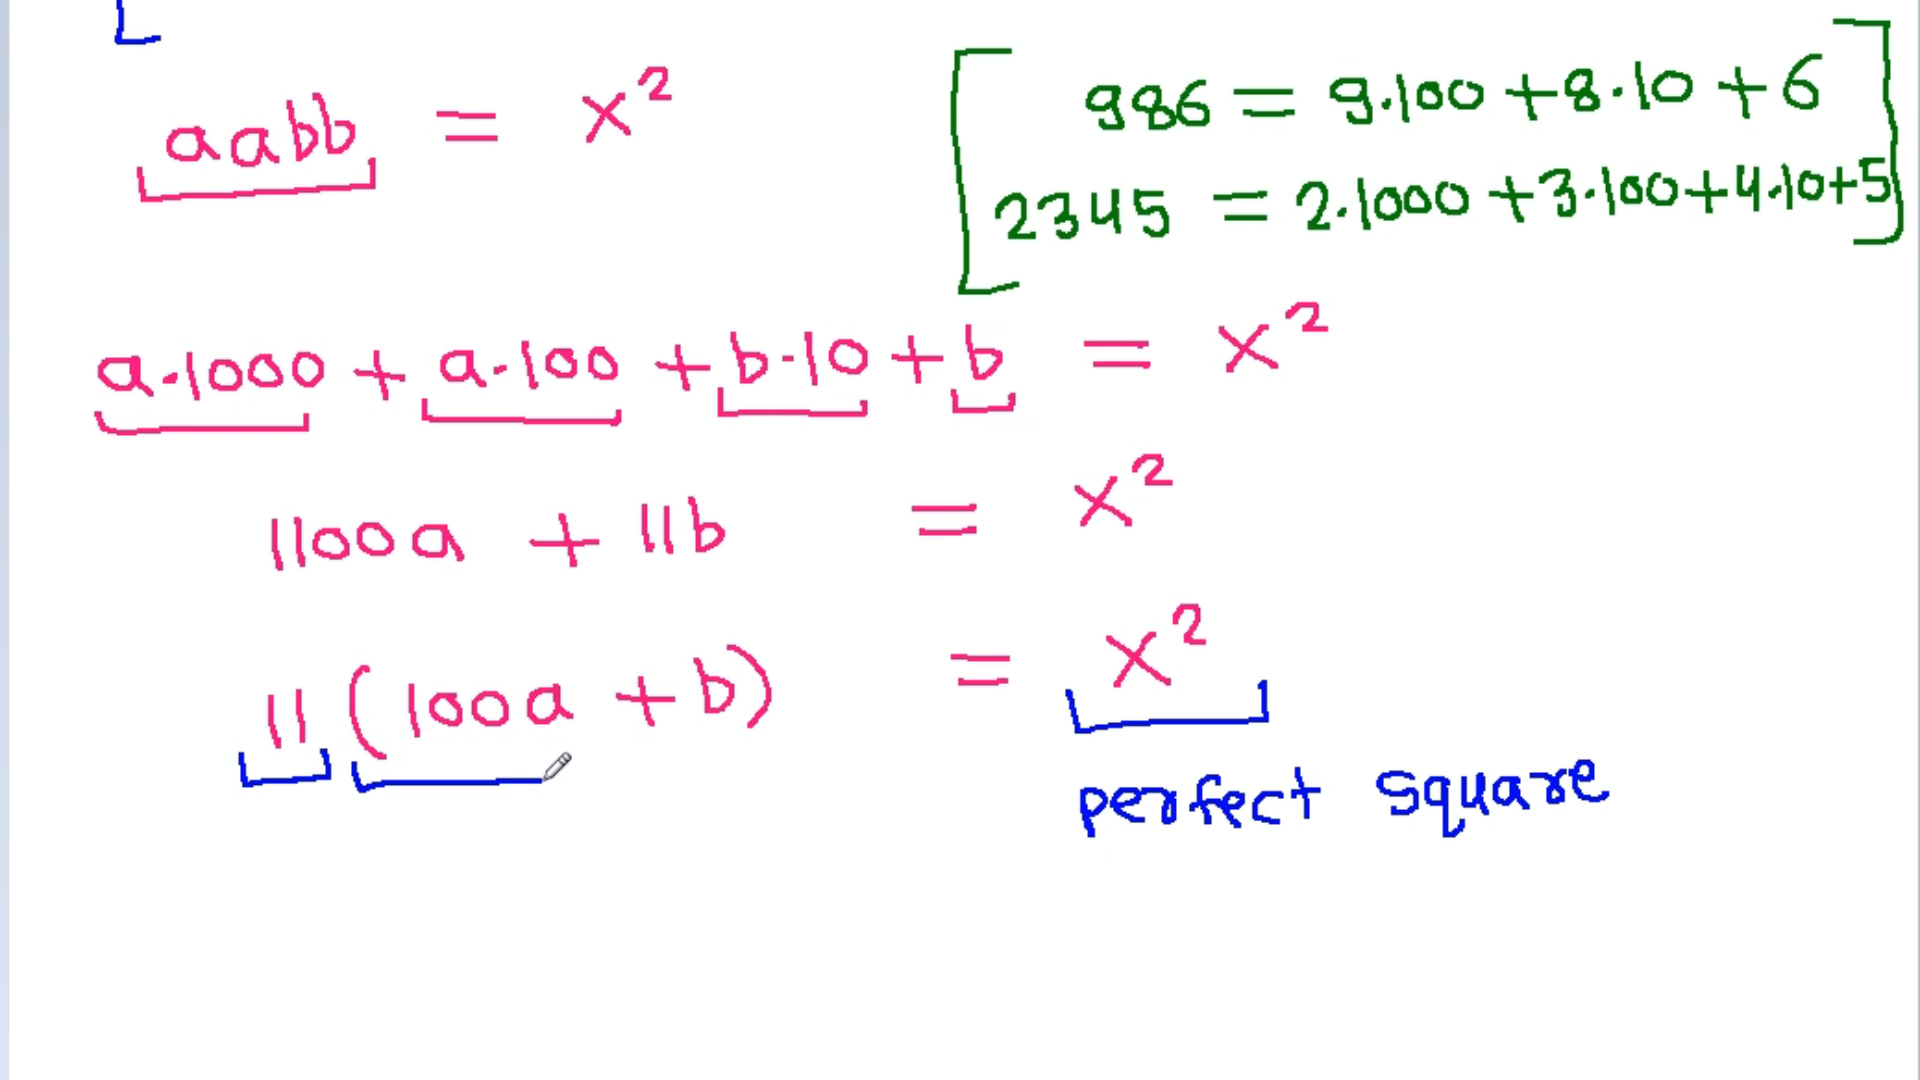 aabb = x²
986 = 9.100 + 8.10 + 6
2345 = 2.1000 + 3.100 + 4.10 + 5
a.1000 + a.100 + b.10 + b = x²
1100a + 11b = x²
11 (100a + b) = x²
perfect square